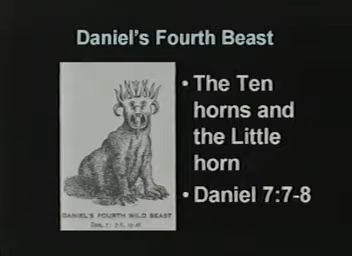 Daniel's Fourth Beast
• The Ten
horns and
the Little
horn
• Daniel 7:7-8
DANIEL'S FOURTH WILD BEAST